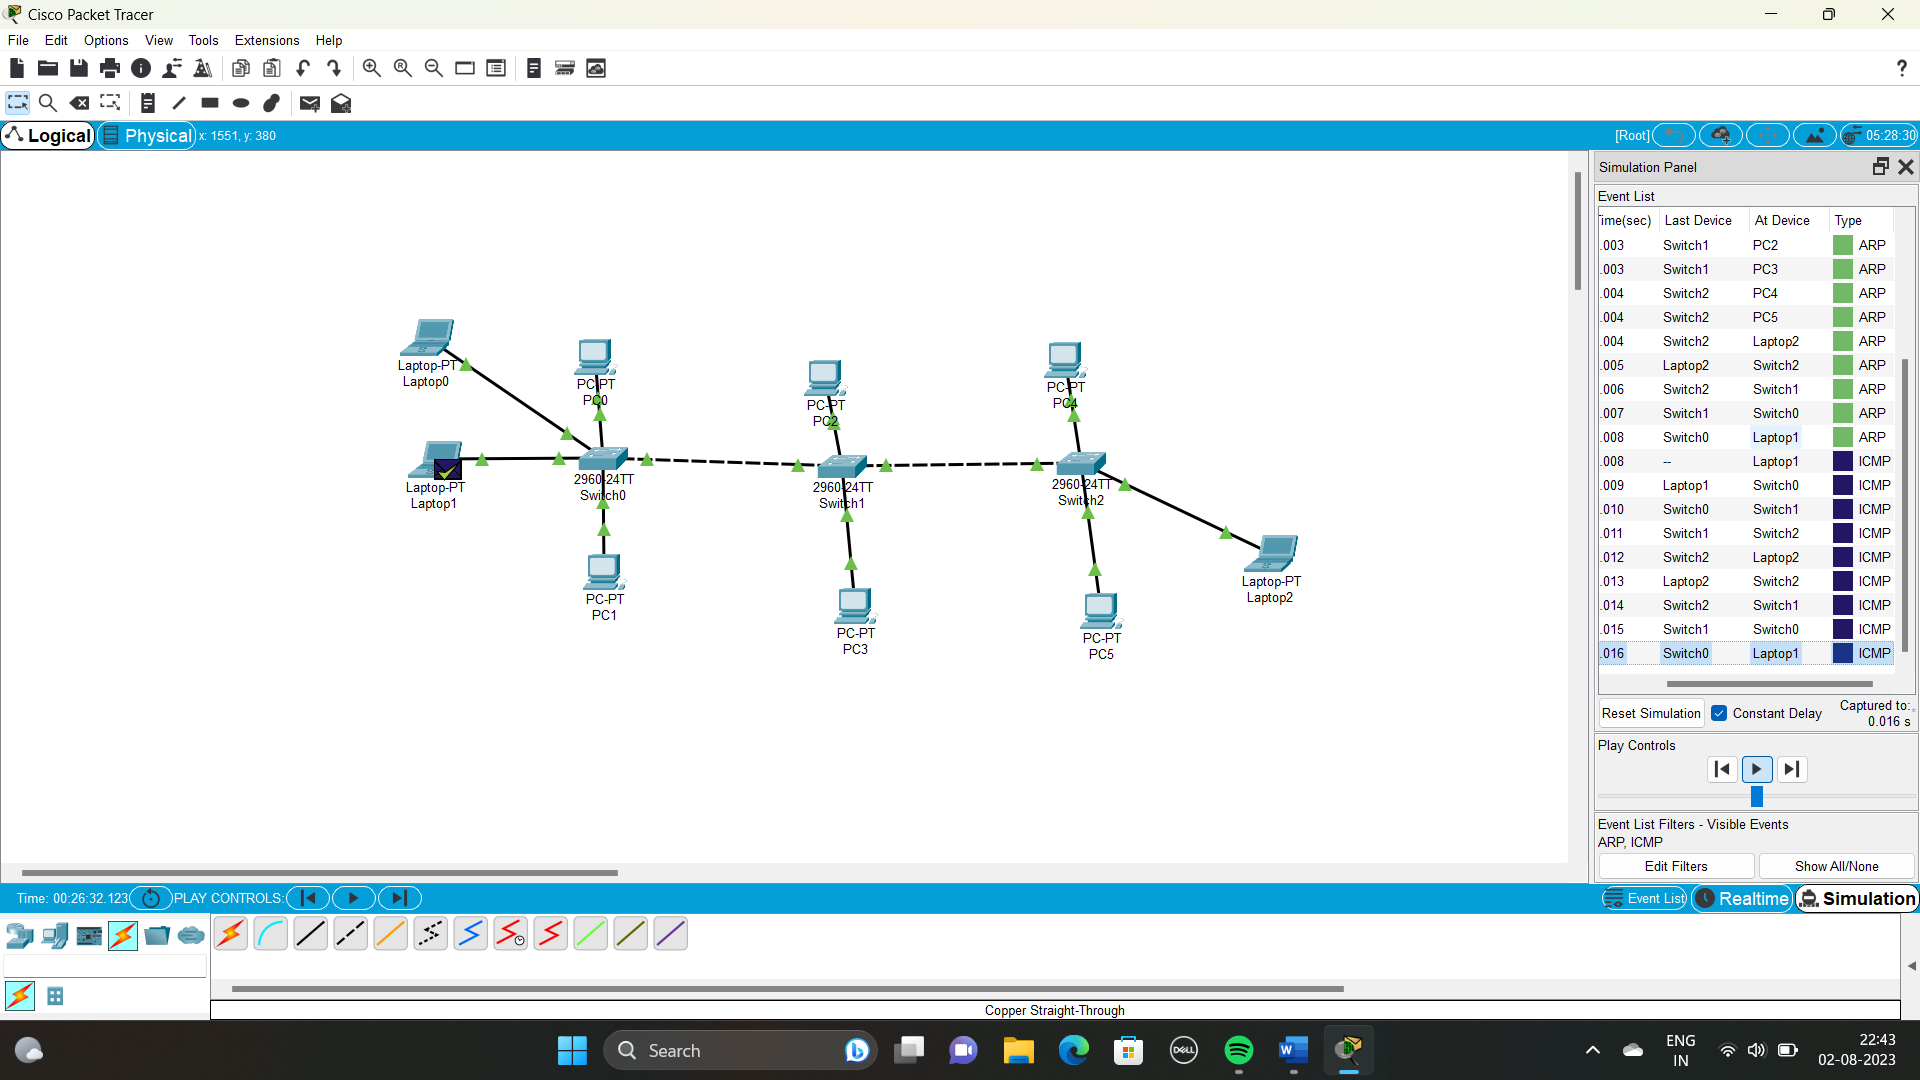 Cisco Packet Tracer
File Edit Options View Tools Extensions Help
?
Logical Physical x: 1551, y: 380 [Root] 05:28:30
Simulation Panel
Event List
Time(sec) Last Device At Device Type
.003 Switch1 PC2 ARP
.003 Switch1 PC3 ARP
.004 Switch2 PC4 ARP
.004 Switch2 PC5 ARP
.004 Switch2 Laptop2 ARP
.005 Laptop2 Switch2 ARP
.006 Switch2 Switch1 ARP
.007 Switch1 Switch0 ARP
.008 Switch0 Laptop1 ARP
.008 -- Laptop1 ICMP
.009 Laptop1 Switch0 ICMP
.010 Switch0 Switch1 ICMP
.011 Switch1 Switch2 ICMP
.012 Switch2 Laptop2 ICMP
.013 Laptop2 Switch2 ICMP
.014 Switch2 Switch1 ICMP
.015 Switch1 Switch0 ICMP
.016 Switch0 Laptop1 ICMP
Reset Simulation Constant Delay Captured to:
0.016 s
Play Controls
Event List Filters - Visible Events
ARP, ICMP
Edit Filters Show All/None
Laptop-PT
Laptop0
PC-PT
PC0
PC-PT
PC2
PC-PT
PC4
Laptop-PT
Laptop1
2960-24TT
Switch0
2960-24TT
Switch1
2960-24TT
Switch2
PC-PT
PC1
PC-PT
PC3
PC-PT
PC5
Laptop-PT
Laptop2
Time: 00:26:32.123 PLAY CONTROLS: Event List Realtime Simulation
Copper Straight-Through
Search
DELL
W
ENG
IN
22:43
02-08-2023